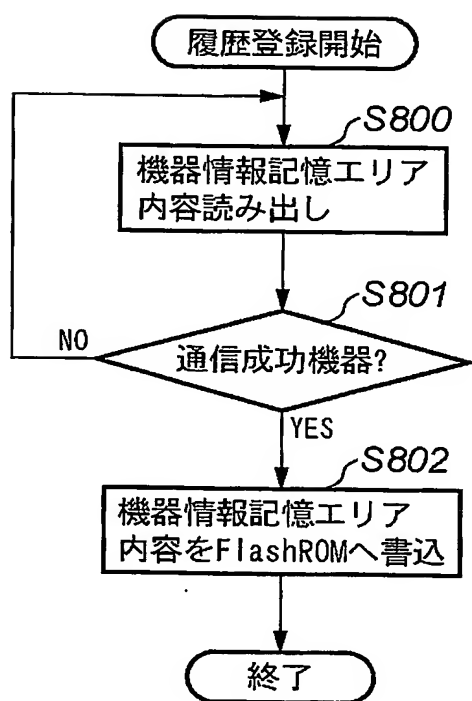 履歴登録開始
S800
機器情報記憶エリア
内容読み出し
S801
NO
通信成功機器?
YES
S802
機器情報記憶エリア
内容をFlashROMへ書込
終了